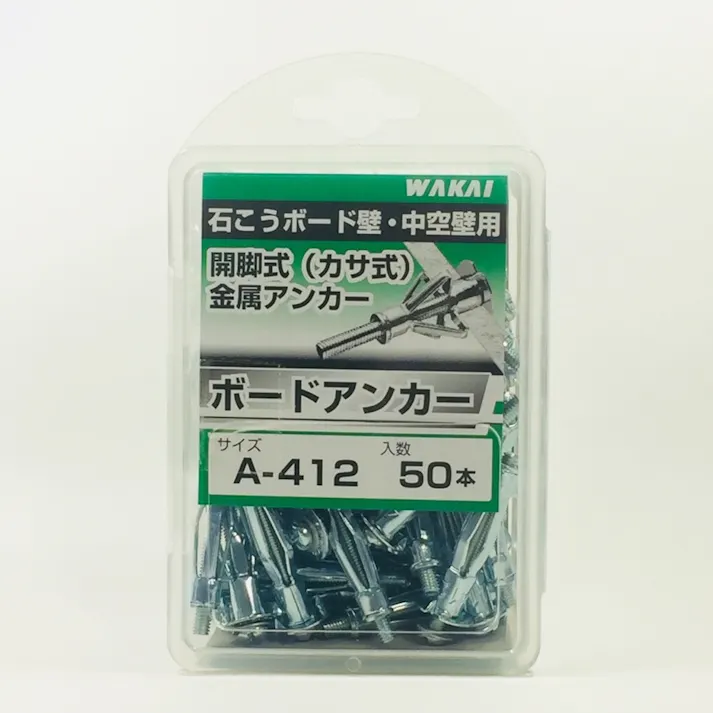 WAKAI
石こうボード壁・中空壁用
開脚式（カサ式）
金属アンカー
ボードアンカー
サイズ 入数
A-412 50本